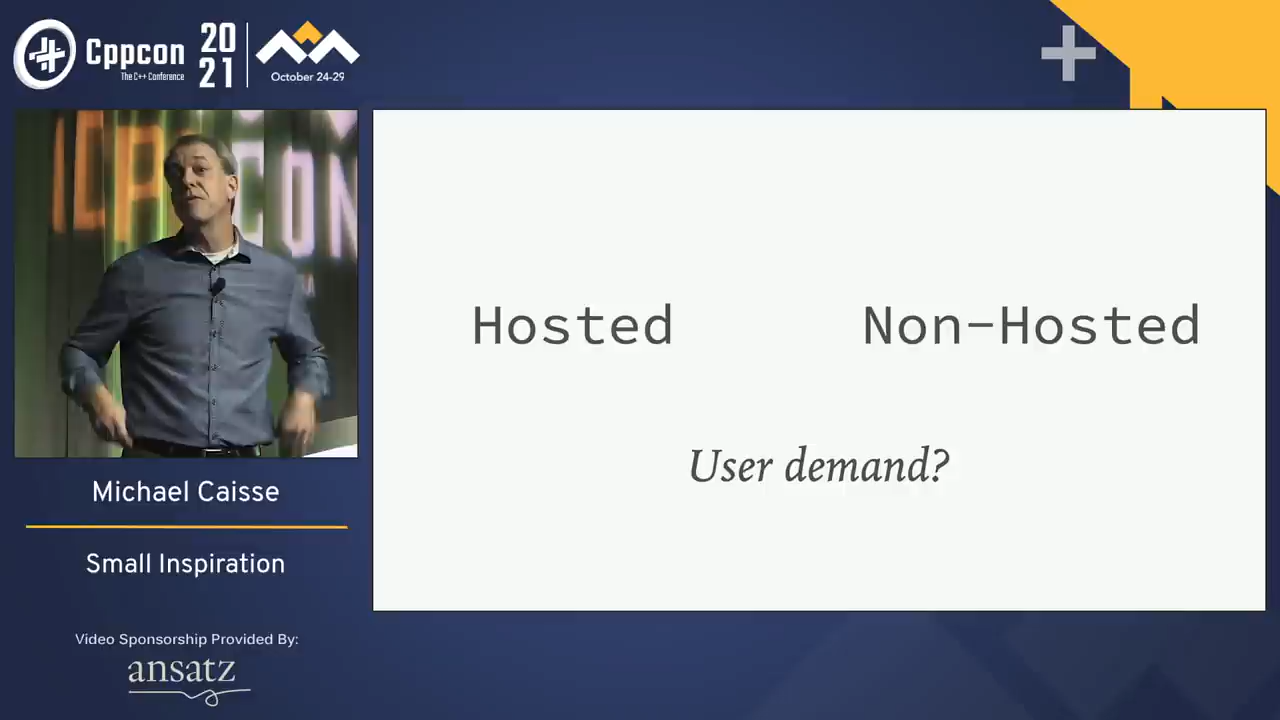 Cppcon
The C++ Conference
20
21
October 24-29
CON
Hosted
Non-Hosted
User demand?
Michael Caisse
Small Inspiration
Video Sponsorship Provided By:
ansatz